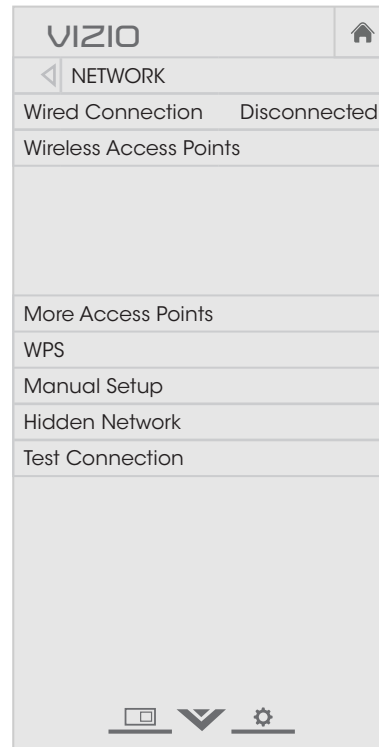 VIZIO
NETWORK
Wired Connection Disconnected
Wireless Access Points
More Access Points
WPS
Manual Setup
Hidden Network
Test Connection